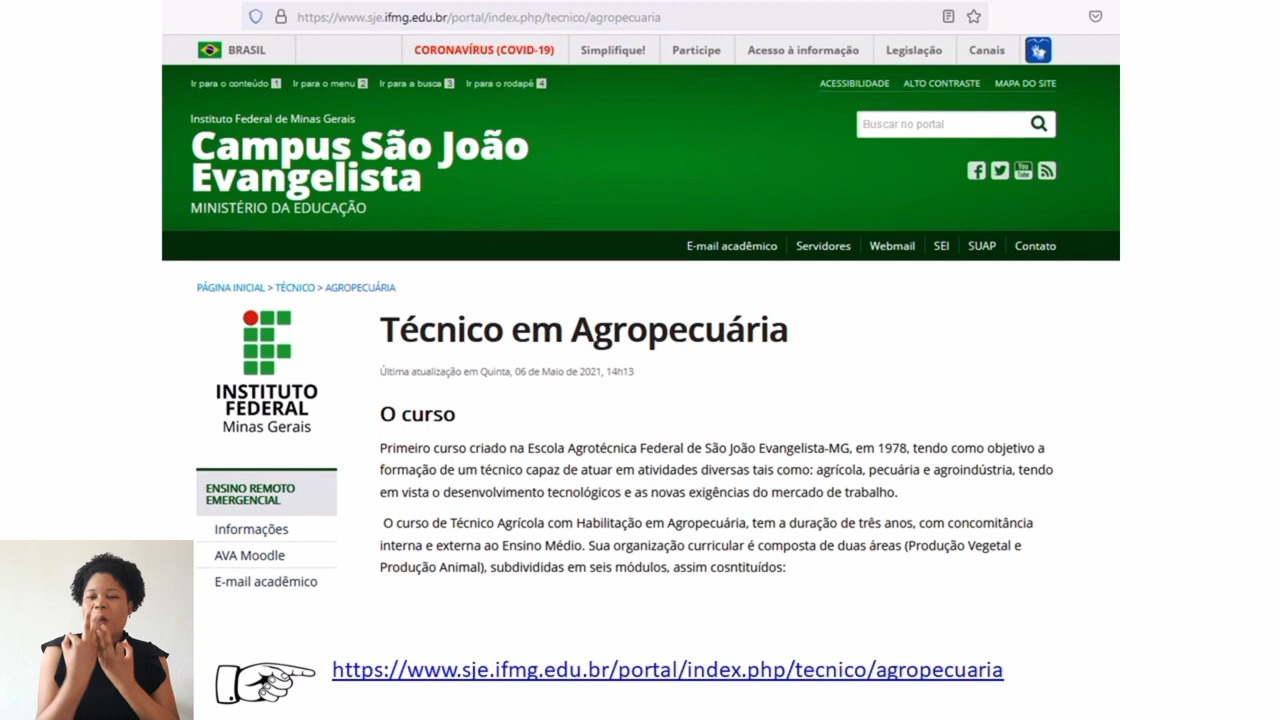 https://www.sje.ifmg.edu.br/portal/index.php/tecnico/agropecuaria
BRASIL CORONAVÍRUS (COVID-19) Simplifique! Participe Acesso à informação Legislação Canais
Ir para o conteúdo 1 Ir para o menu 2 Ir para a busca 3 Ir para o rodapé 4 ACESSIBILIDADE ALTO CONTRASTE MAPA DO SITE
Instituto Federal de Minas Gerais
Campus São João
Evangelista
MINISTÉRIO DA EDUCAÇÃO
Buscar no portal
You
Tube
E-mail acadêmico Servidores Webmail SEI SUAP Contato
PÁGINA INICIAL > TÉCNICO > AGROPECUÁRIA
INSTITUTO
FEDERAL
Minas Gerais
ENSINO REMOTO
EMERGENCIAL
Informações
AVA Moodle
E-mail acadêmico
Técnico em Agropecuária
Última atualização em Quinta, 06 de Maio de 2021, 14h13
O curso
Primeiro curso criado na Escola Agrotécnica Federal de São João Evangelista-MG, em 1978, tendo como objetivo a
formação de um técnico capaz de atuar em atividades diversas tais como: agrícola, pecuária e agroindústria, tendo
em vista o desenvolvimento tecnológicos e as novas exigências do mercado de trabalho.
O curso de Técnico Agrícola com Habilitação em Agropecuária, tem a duração de três anos, com concomitância
interna e externa ao Ensino Médio. Sua organização curricular é composta de duas áreas (Produção Vegetal e
Produção Animal), subdivididas em seis módulos, assim cosntituídos:
https://www.sje.ifmg.edu.br/portal/index.php/tecnico/agropecuaria